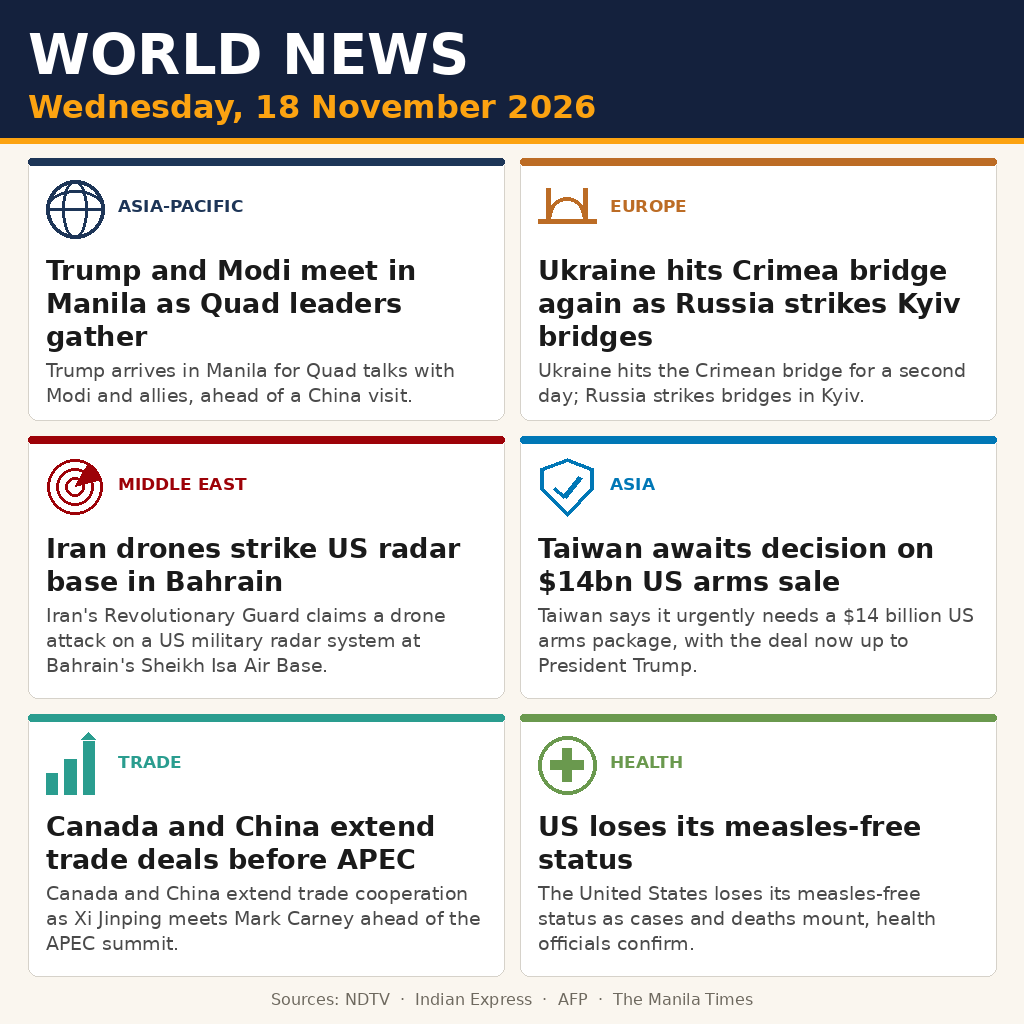 WORLD NEWS
Wednesday, 18 November 2026
ASIA-PACIFIC
Trump and Modi meet in
Manila as Quad leaders
gather
Trump arrives in Manila for Quad talks with
Modi and allies, ahead of a China visit.
EUROPE
Ukraine hits Crimea bridge
again as Russia strikes Kyiv
bridges
Ukraine hits the Crimean bridge for a second
day; Russia strikes bridges in Kyiv.
MIDDLE EAST
Iran drones strike US radar
base in Bahrain
Iran's Revolutionary Guard claims a drone
attack on a US military radar system at
Bahrain's Sheikh Isa Air Base.
ASIA
Taiwan awaits decision on
$14bn US arms sale
Taiwan says it urgently needs a $14 billion US
arms package, with the deal now up to
President Trump.
TRADE
Canada and China extend
trade deals before APEC
Canada and China extend trade cooperation
as Xi Jinping meets Mark Carney ahead of the
APEC summit.
HEALTH
US loses its measles-free
status
The United States loses its measles-free
status as cases and deaths mount, health
officials confirm.
Sources: NDTV · Indian Express · AFP · The Manila Times